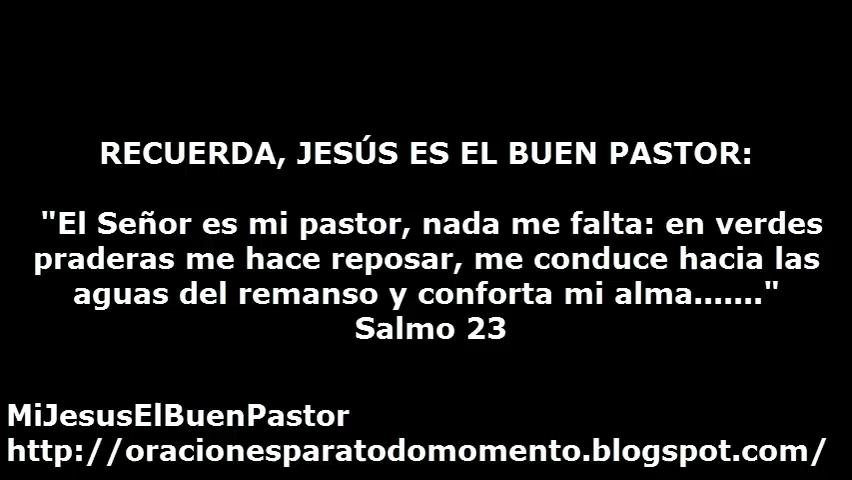 RECUERDA, JESÚS ES EL BUEN PASTOR:
"El Señor es mi pastor, nada me falta: en verdes
praderas me hace reposar, me conduce hacia las
aguas del remanso y conforta mi alma......."
Salmo 23
MiJesusElBuenPastor
http://oracionesparatodomomento.blogspot.com/